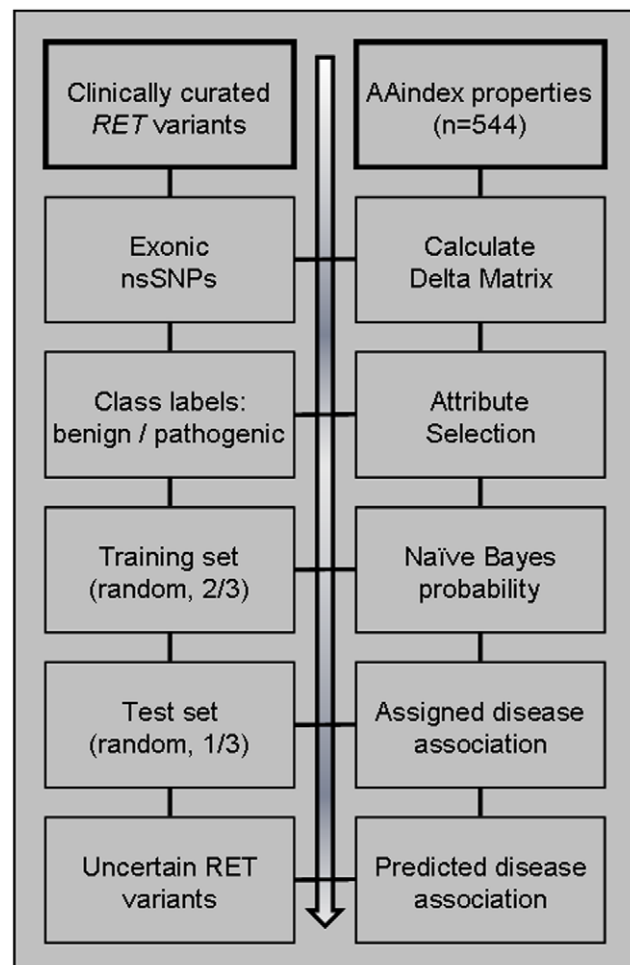 Clinically curated
RET variants
AAindex properties
(n=544)
Exonic
nsSNPs
Calculate
Delta Matrix
Class labels:
benign / pathogenic
Attribute
Selection
Training set
(random, 2/3)
Naïve Bayes
probability
Test set
(random, 1/3)
Assigned disease
association
Uncertain RET
variants
Predicted disease
association